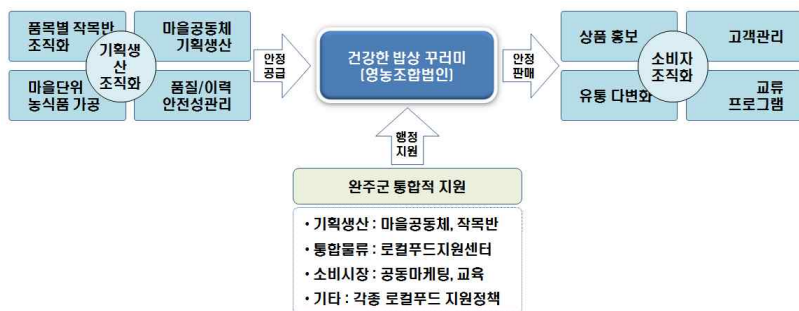 품목별 작목반
조직화
마을공동체
기획생산
기획생
산
조직화
마을단위
농식품 가공
품질/이력
안전성관리
안정
공급
건강한 밥상 꾸러미
(영농조합법인)
안정
판매
상품 홍보
고객관리
소비자
조직화
유통 다변화
교류
프로그램
행정
지원
완주군 통합적 지원
• 기획생산 : 마을공동체, 작목반
• 통합물류 : 로컬푸드지원센터
• 소비시장 : 공동마케팅, 교육
• 기타 : 각종 로컬푸드 지원정책